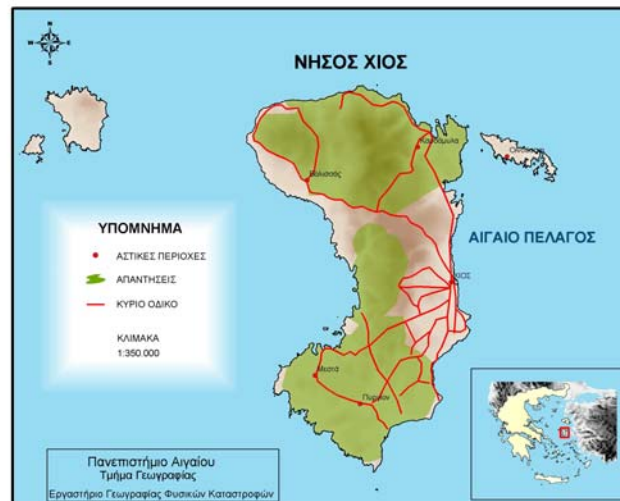 N
W
E
S
ΝΗΣΟΣ ΧΙΟΣ
Καρδάμυλα
Οινούσσες
Βολισσός
ΑΙΓΑΙΟ ΠΕΛΑΓΟΣ
ΥΠΟΜΝΗΜΑ
ΑΣΤΙΚΕΣ ΠΕΡΙΟΧΕΣ
ΑΠΑΝΤΗΣΕΙΣ
ΚΥΡΙΟ ΟΔΙΚΟ
ΚΛΙΜΑΚΑ
1:350.000
ΧΙΟΣ
Μεστά
Πυργίον
Πανεπιστήμιο Αιγαίου
Τμήμα Γεωγραφίας
Εργαστήριο Γεωγραφίας Φυσικών Καταστροφών